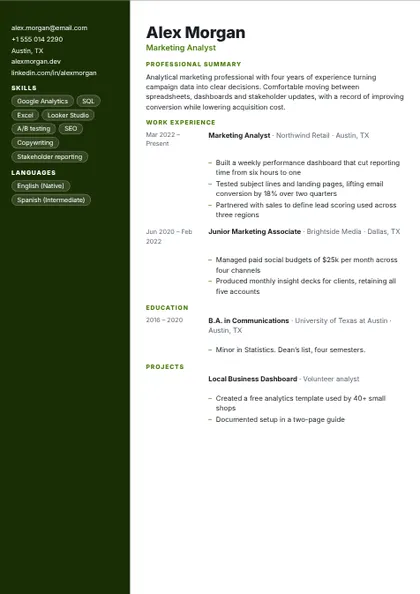 alex.morgan@email.com
+1 555 014 2290
Austin, TX
alexmorgan.dev
linkedin.com/in/alexmorgan
SKILLS
Google Analytics
SQL
Excel
Looker Studio
A/B testing
SEO
Copywriting
Stakeholder reporting
LANGUAGES
English (Native)
Spanish (Intermediate)
Alex Morgan
Marketing Analyst
PROFESSIONAL SUMMARY
Analytical marketing professional with four years of experience turning
campaign data into clear decisions. Comfortable moving between
spreadsheets, dashboards and stakeholder updates, with a record of improving
conversion while lowering acquisition cost.
WORK EXPERIENCE
Mar 2022 –
Present
Marketing Analyst · Northwind Retail · Austin, TX
– Built a weekly performance dashboard that cut reporting
time from six hours to one
– Tested subject lines and landing pages, lifting email
conversion by 18% over two quarters
– Partnered with sales to define lead scoring used across
three regions
Jun 2020 – Feb
2022
Junior Marketing Associate · Brightside Media · Dallas, TX
– Managed paid social budgets of $25k per month across
four channels
– Produced monthly insight decks for clients, retaining all
five accounts
EDUCATION
2016 – 2020
B.A. in Communications · University of Texas at Austin ·
Austin, TX
– Minor in Statistics. Dean's list, four semesters.
PROJECTS
Local Business Dashboard · Volunteer analyst
– Created a free analytics template used by 40+ small
shops
– Documented setup in a two-page guide